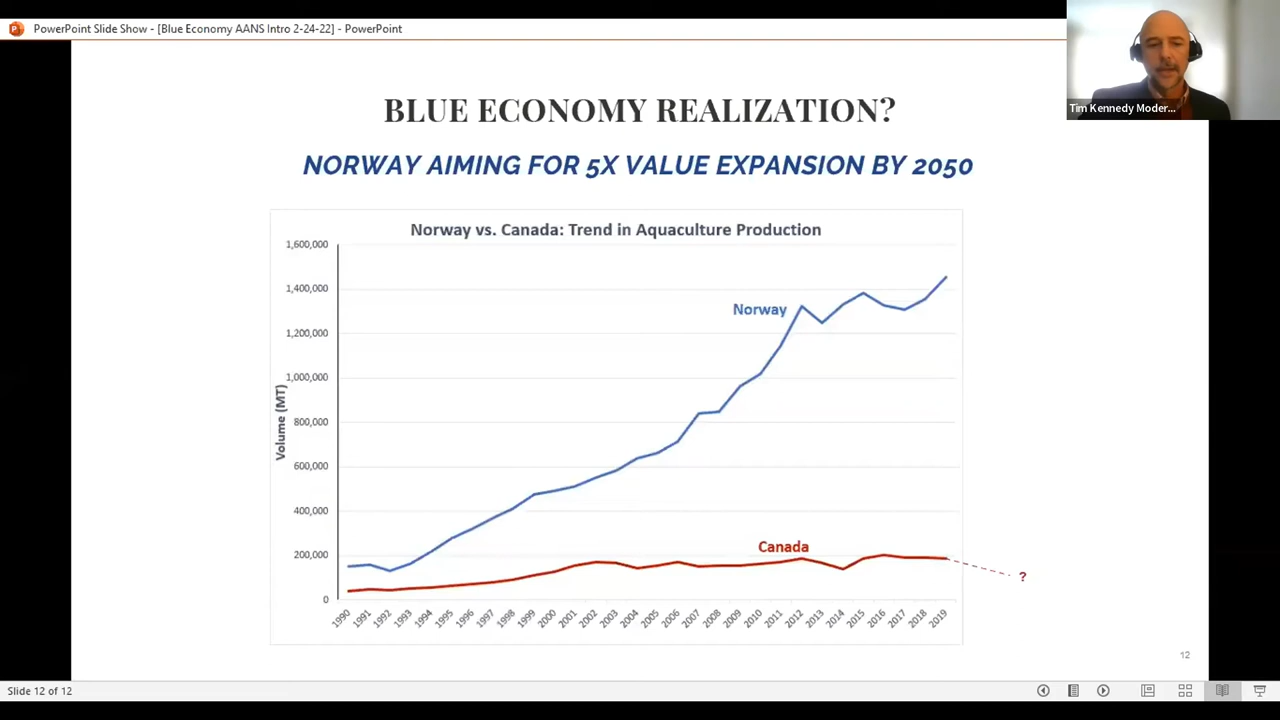 PowerPoint Slide Show - [Blue Economy AANS Intro 2-24-22] - PowerPoint
Tim Kennedy Moder...
BLUE ECONOMY REALIZATION?
NORWAY AIMING FOR 5X VALUE EXPANSION BY 2050
Norway vs. Canada: Trend in Aquaculture Production
Volume (MT)
1,600,000
1,400,000
1,200,000
1,000,000
800,000
600,000
400,000
200,000
0
Norway
Canada
?
1990 1991 1992 1993 1994 1995 1996 1997 1998 1999 2000 2001 2002 2003 2004 2005 2006 2007 2008 2009 2010 2011 2012 2013 2014 2015 2016 2017 2018 2019
12
Slide 12 of 12